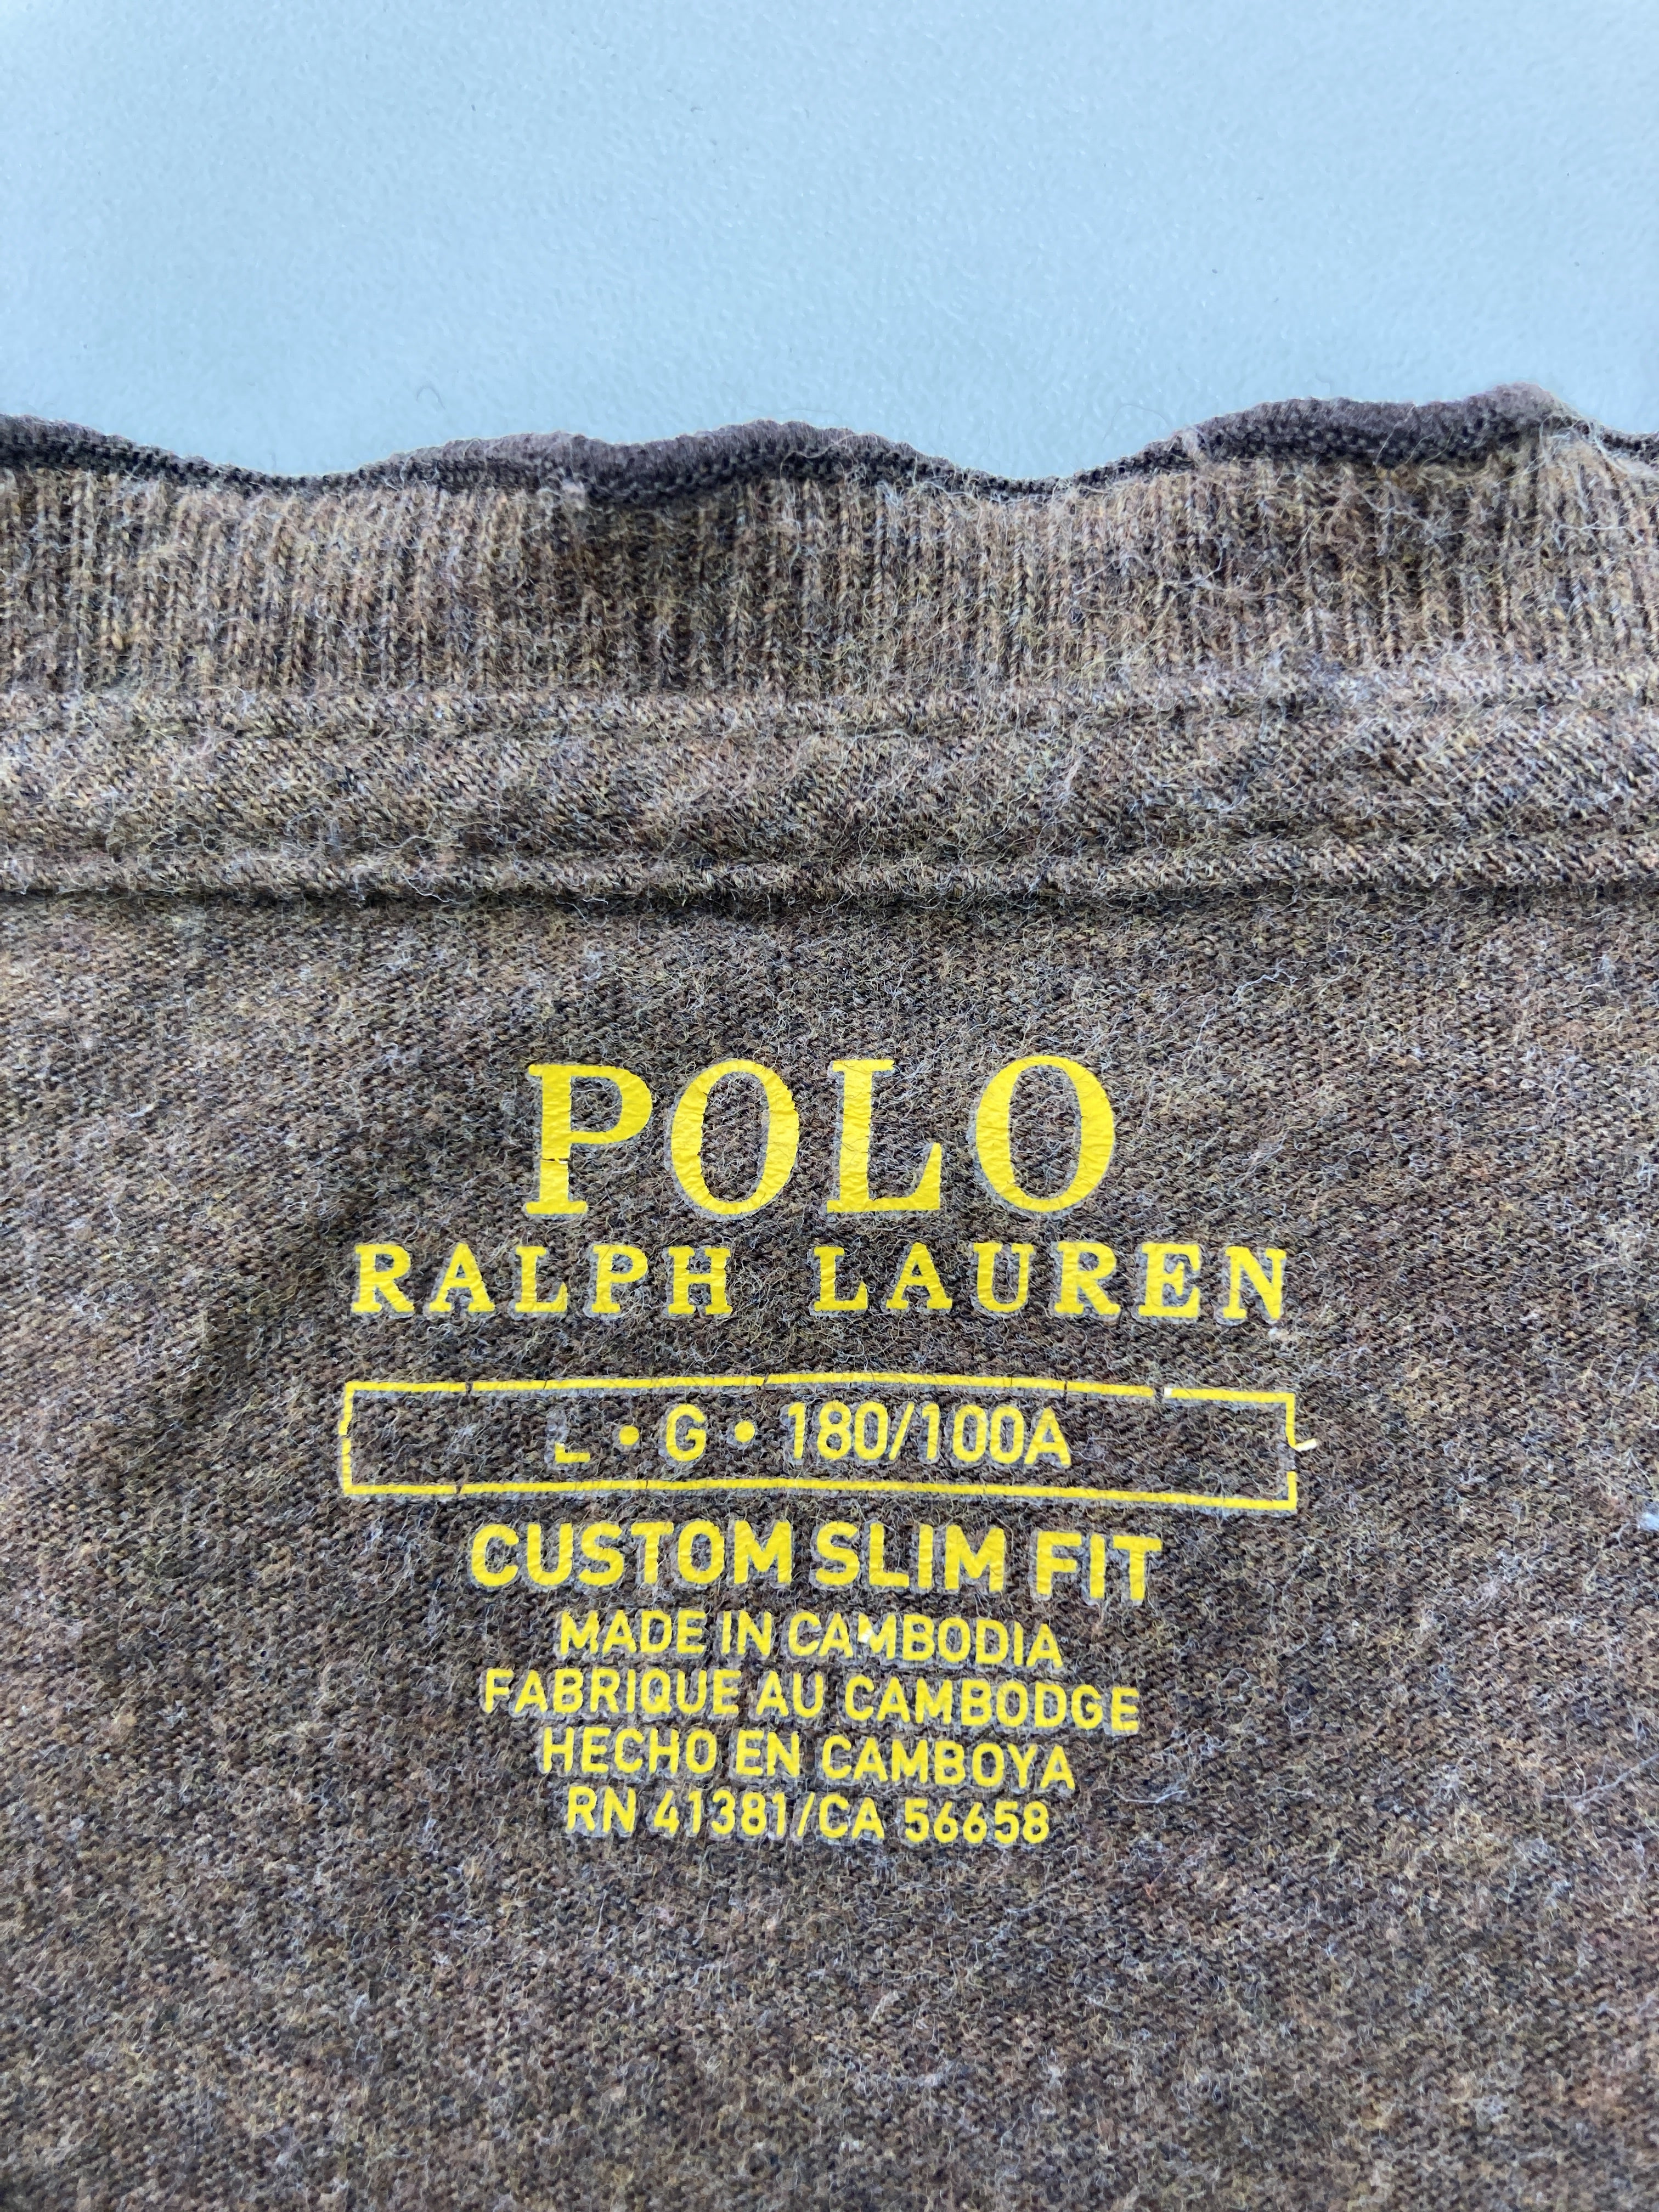 POLO
RALPH LAUREN
L • G • 180/100A
CUSTOM SLIM FIT
MADE IN CAMBODIA
FABRIQUE AU CAMBODGE
HECHO EN CAMBOYA
RN 41381/CA 56658